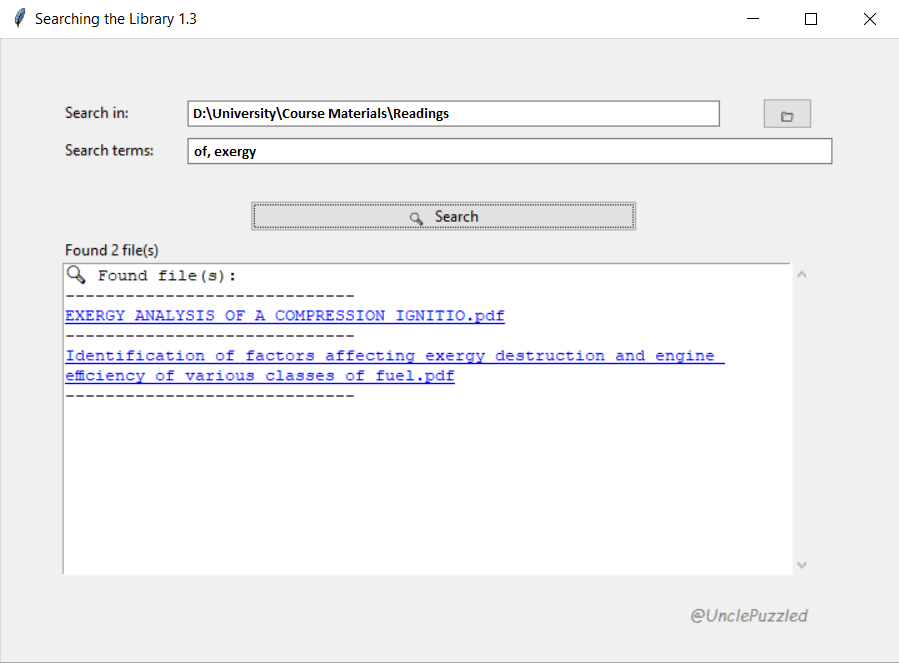 Searching the Library 1.3
Search in:
D:\University\Course Materials\Readings
Search terms:
of, exergy
Search
Found 2 file(s)
Found file(s):
-----------------------------
EXERGY ANALYSIS OF A COMPRESSION IGNITIO.pdf
-----------------------------
Identification of factors affecting exergy destruction and engine
efficiency of various classes of fuel.pdf
-----------------------------
@UnclePuzzled